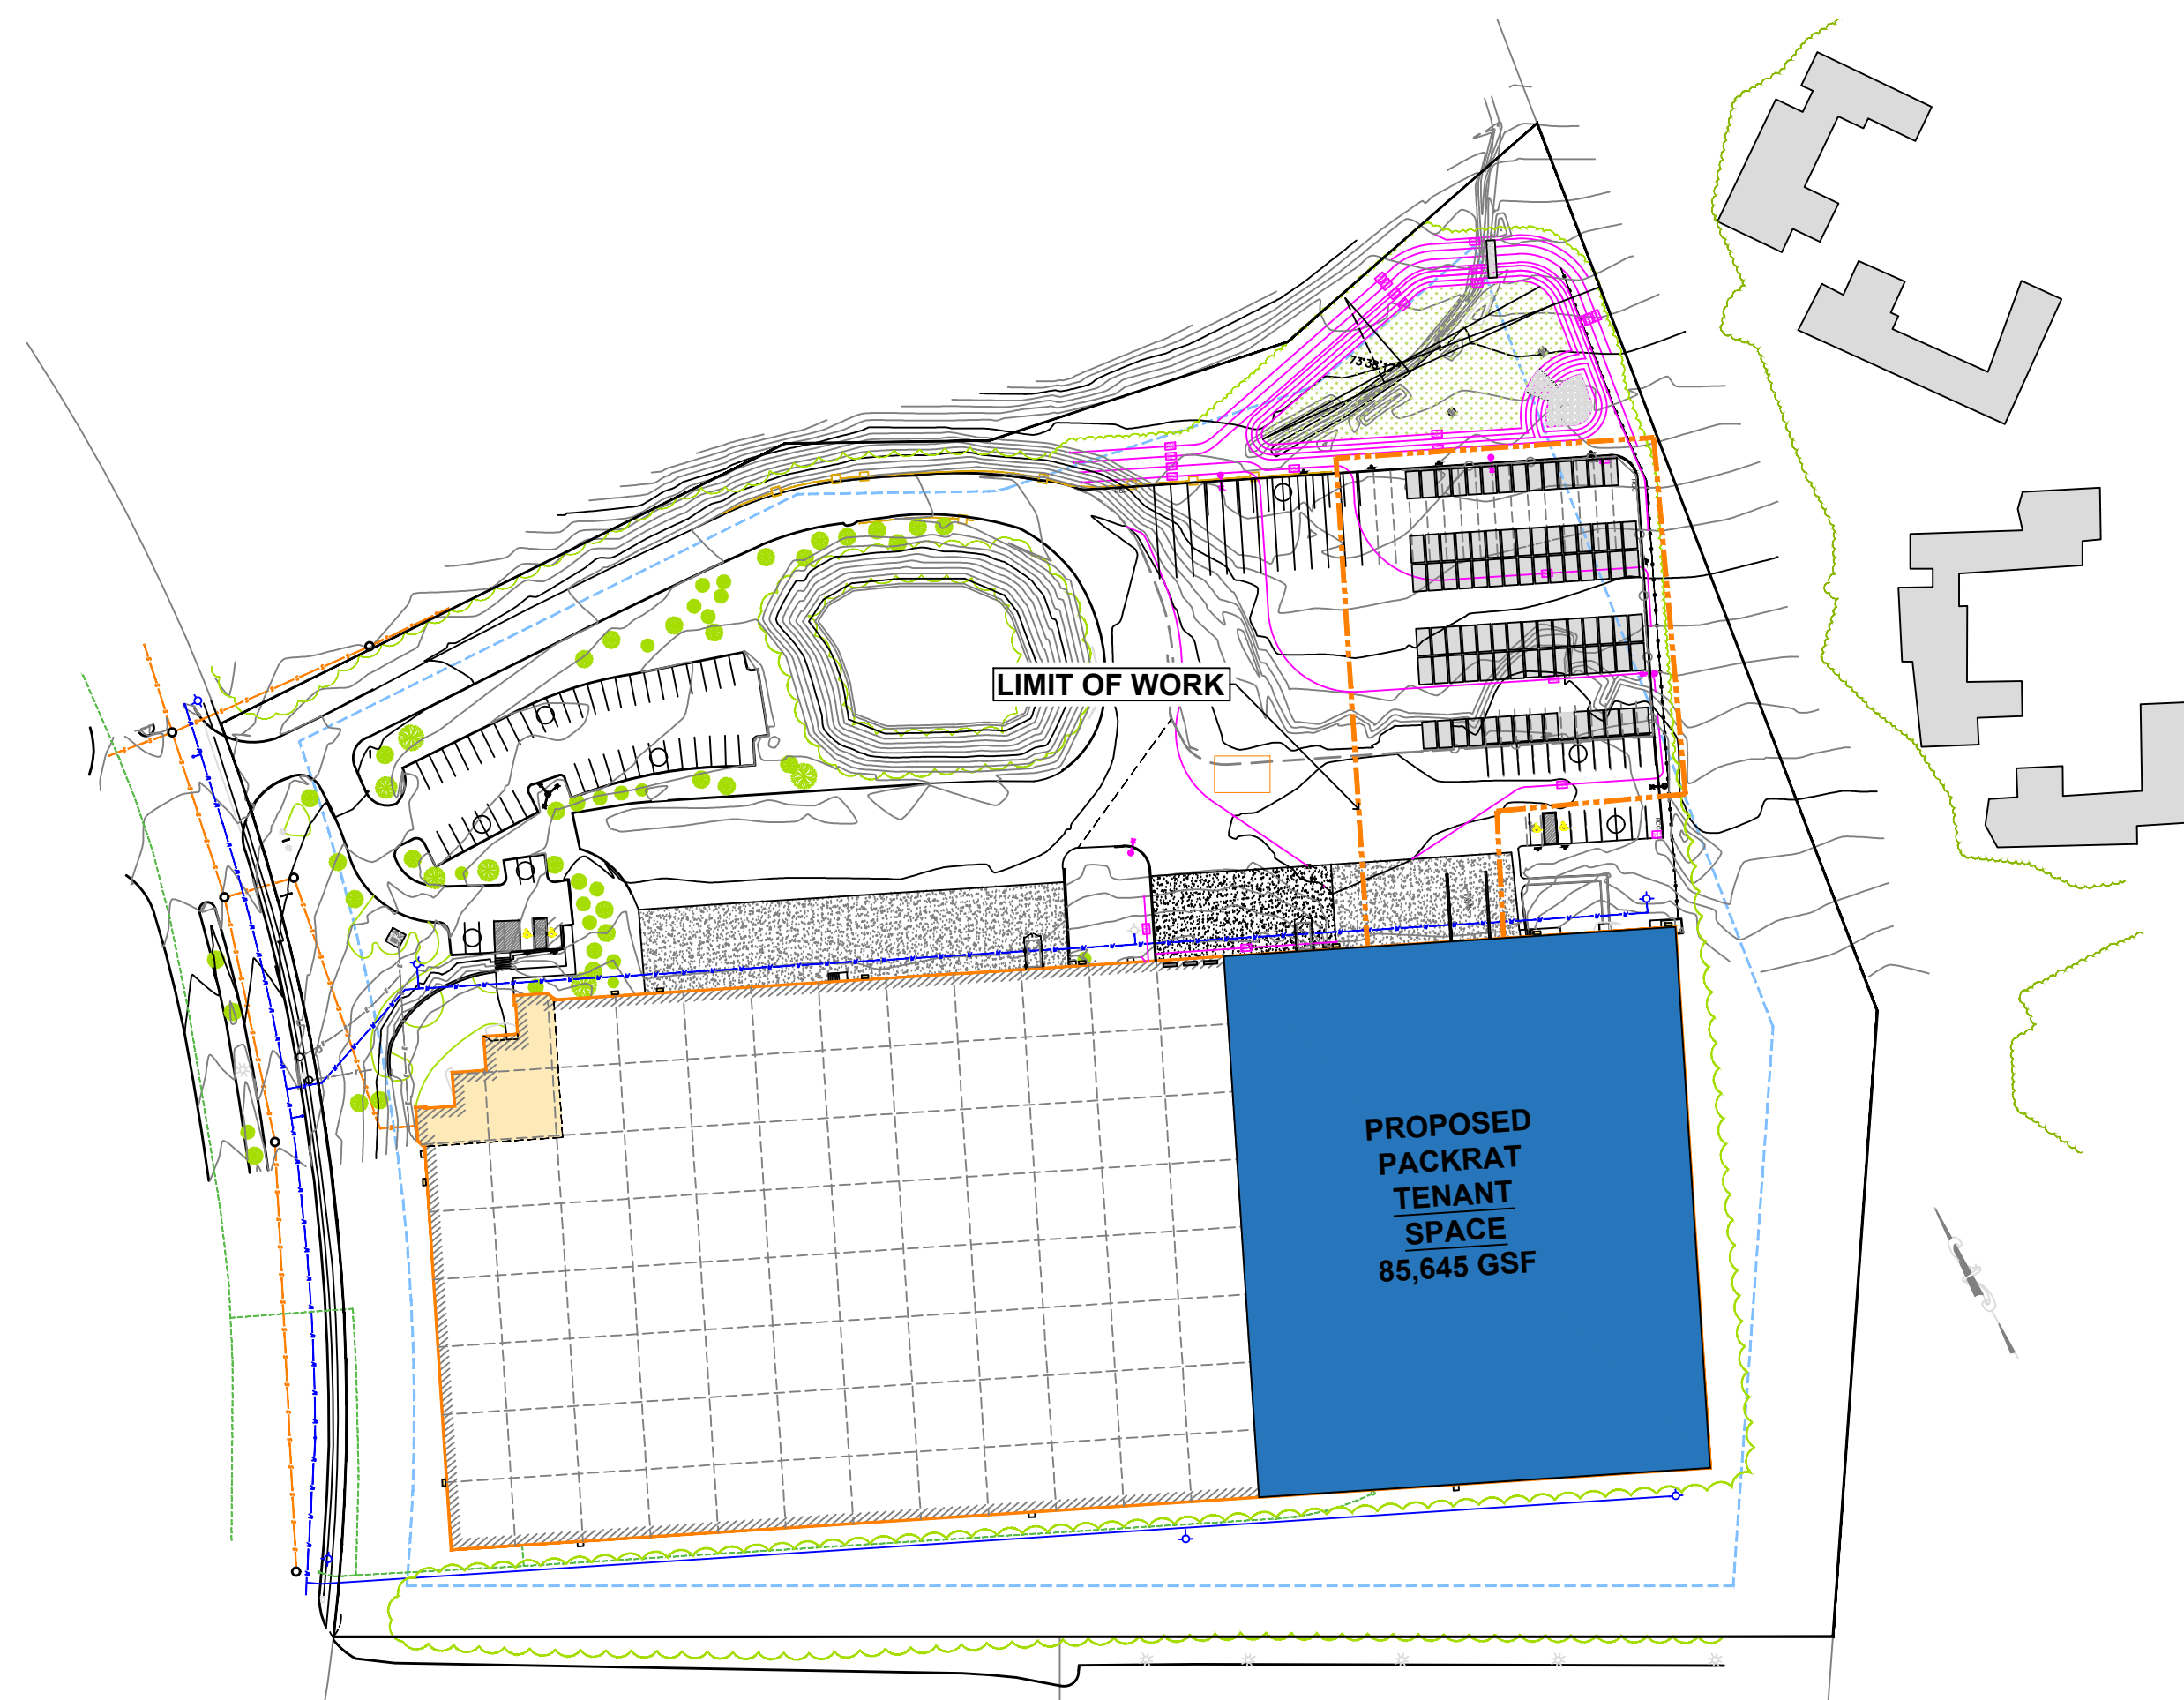 LIMIT OF WORK
PROPOSED
PACKRAT
TENANT
SPACE
85,645 GSF